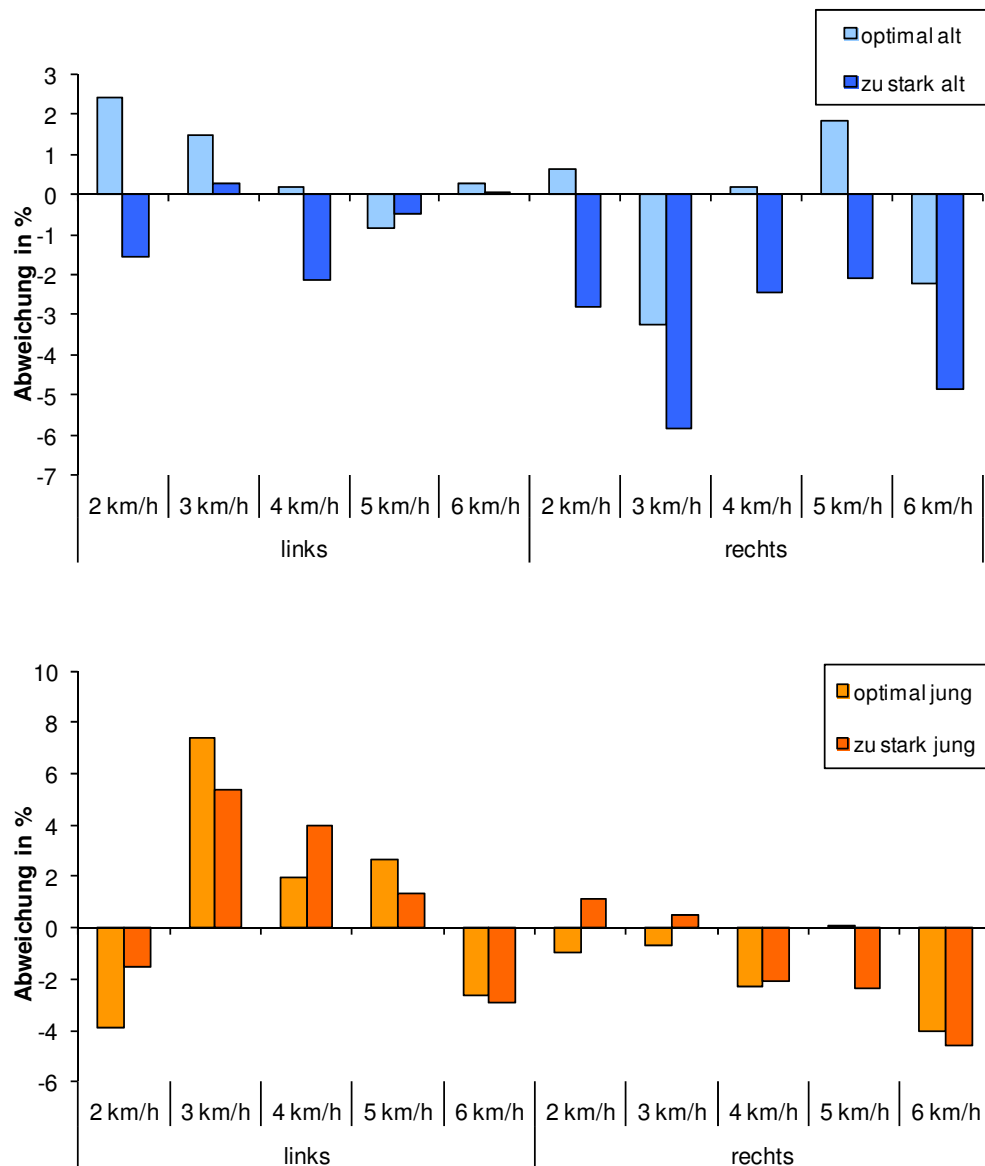 optimal alt
zu stark alt
3
2
1
0
-1
-2
-3
-4
-5
-6
-7
Abweichung in %
2 km/h 3 km/h 4 km/h 5 km/h 6 km/h 2 km/h 3 km/h 4 km/h 5 km/h 6 km/h
links rechts
optimal jung
zu stark jung
10
8
6
4
2
0
-2
-4
-6
Abweichung in %
2 km/h 3 km/h 4 km/h 5 km/h 6 km/h 2 km/h 3 km/h 4 km/h 5 km/h 6 km/h
links rechts